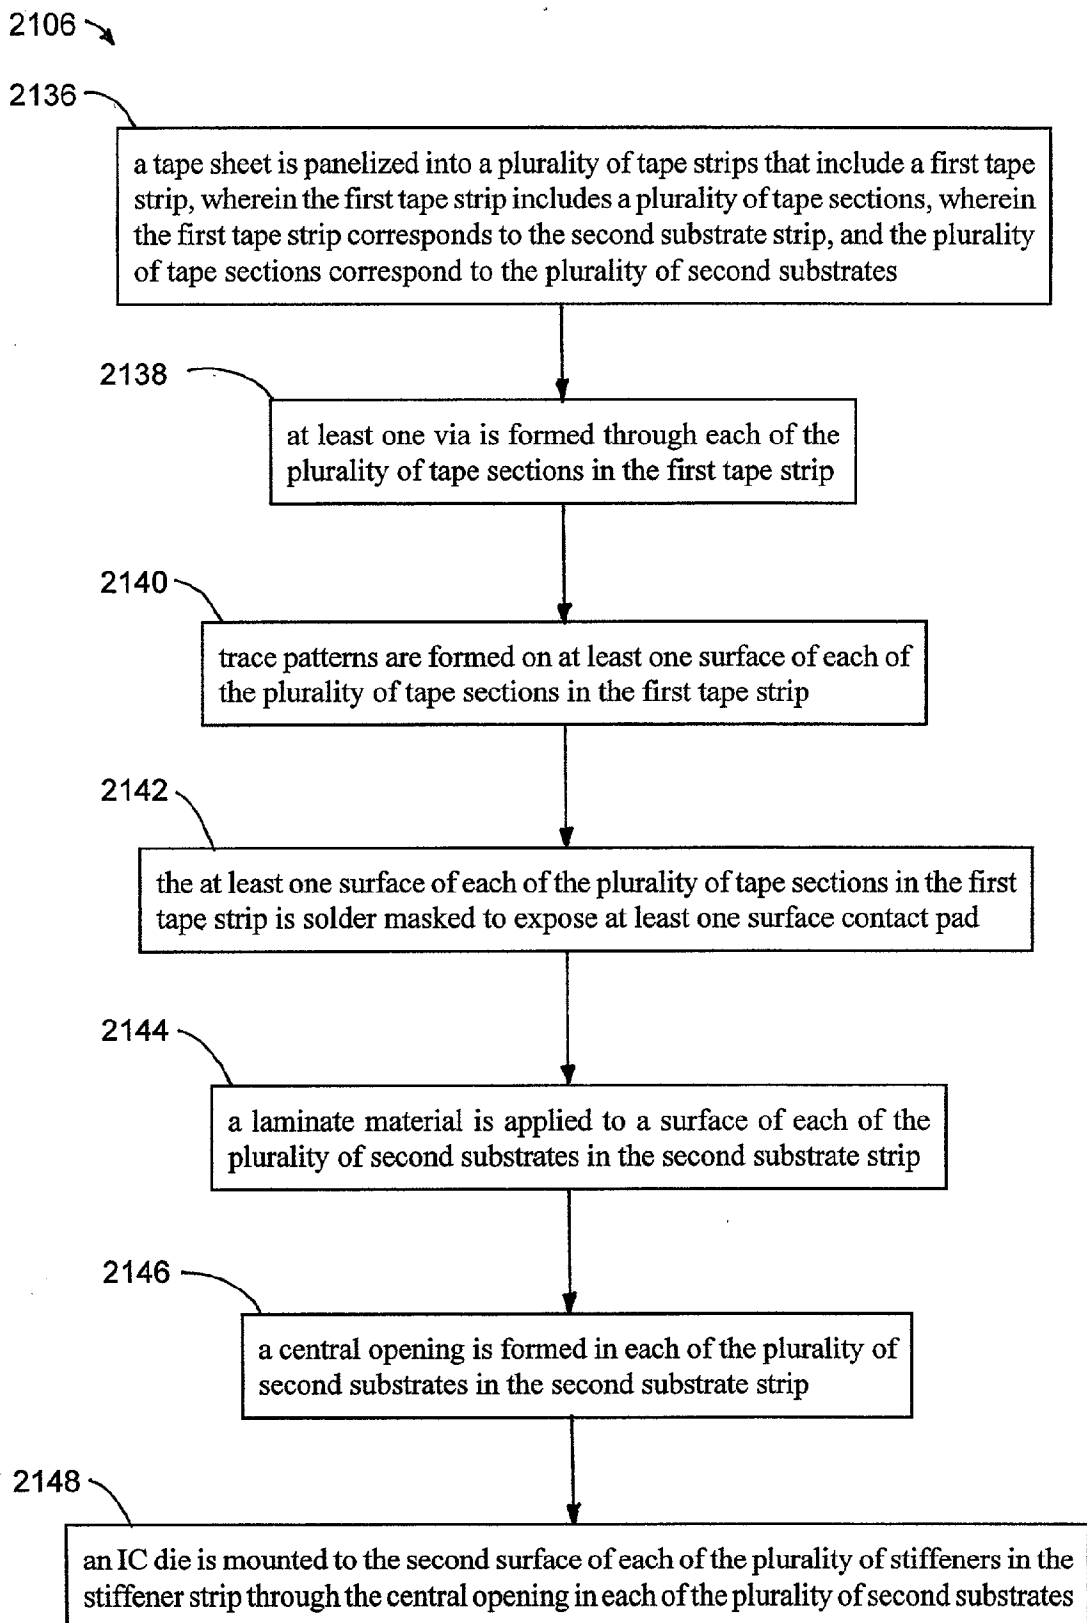 2106
2136
a tape sheet is panelized into a plurality of tape strips that include a first tape
strip, wherein the first tape strip includes a plurality of tape sections, wherein
the first tape strip corresponds to the second substrate strip, and the plurality
of tape sections correspond to the plurality of second substrates
2138
at least one via is formed through each of the
plurality of tape sections in the first tape strip
2140
trace patterns are formed on at least one surface of each of
the plurality of tape sections in the first tape strip
2142
the at least one surface of each of the plurality of tape sections in the first
tape strip is solder masked to expose at least one surface contact pad
2144
a laminate material is applied to a surface of each of the
plurality of second substrates in the second substrate strip
2146
a central opening is formed in each of the plurality of
second substrates in the second substrate strip
2148
an IC die is mounted to the second surface of each of the plurality of stiffeners in the
stiffener strip through the central opening in each of the plurality of second substrates